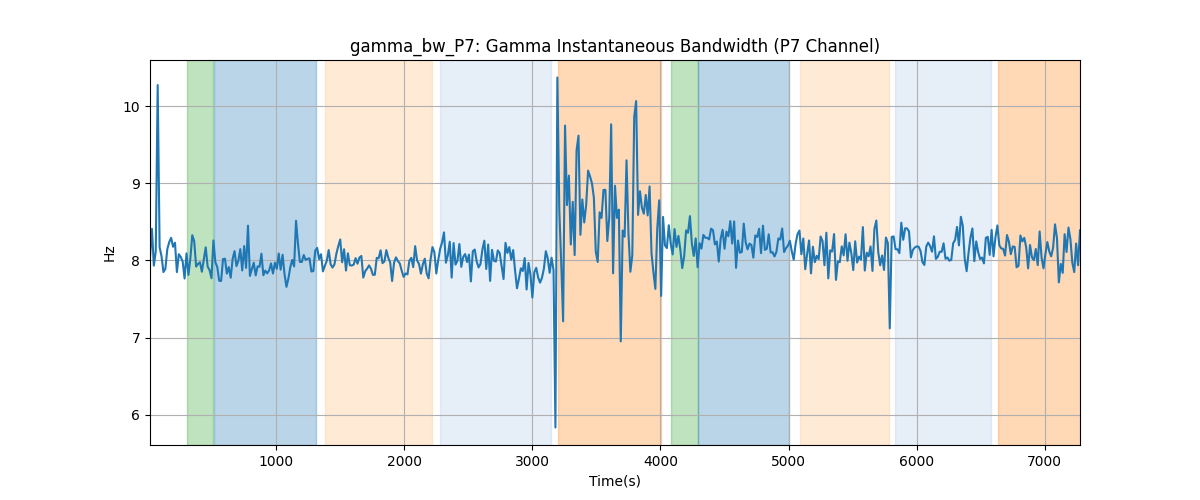 gamma_bw_P7: Gamma Instantaneous Bandwidth (P7 Channel)
10
9
8
7
6
Hz
1000 2000 3000 4000 5000 6000 7000
Time(s)